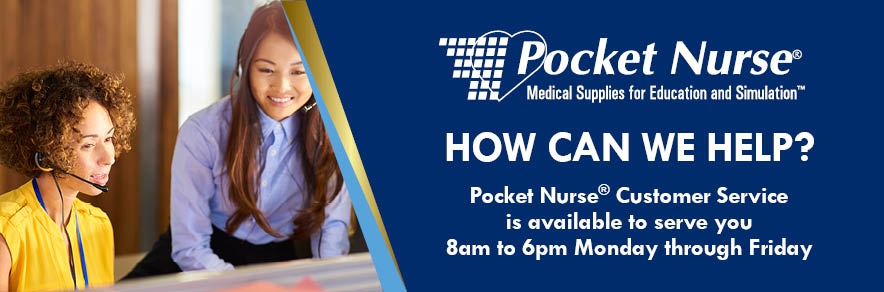 Pocket Nurse®
Medical Supplies for Education and Simulation™
HOW CAN WE HELP?
Pocket Nurse® Customer Service
is available to serve you
8am to 6pm Monday through Friday